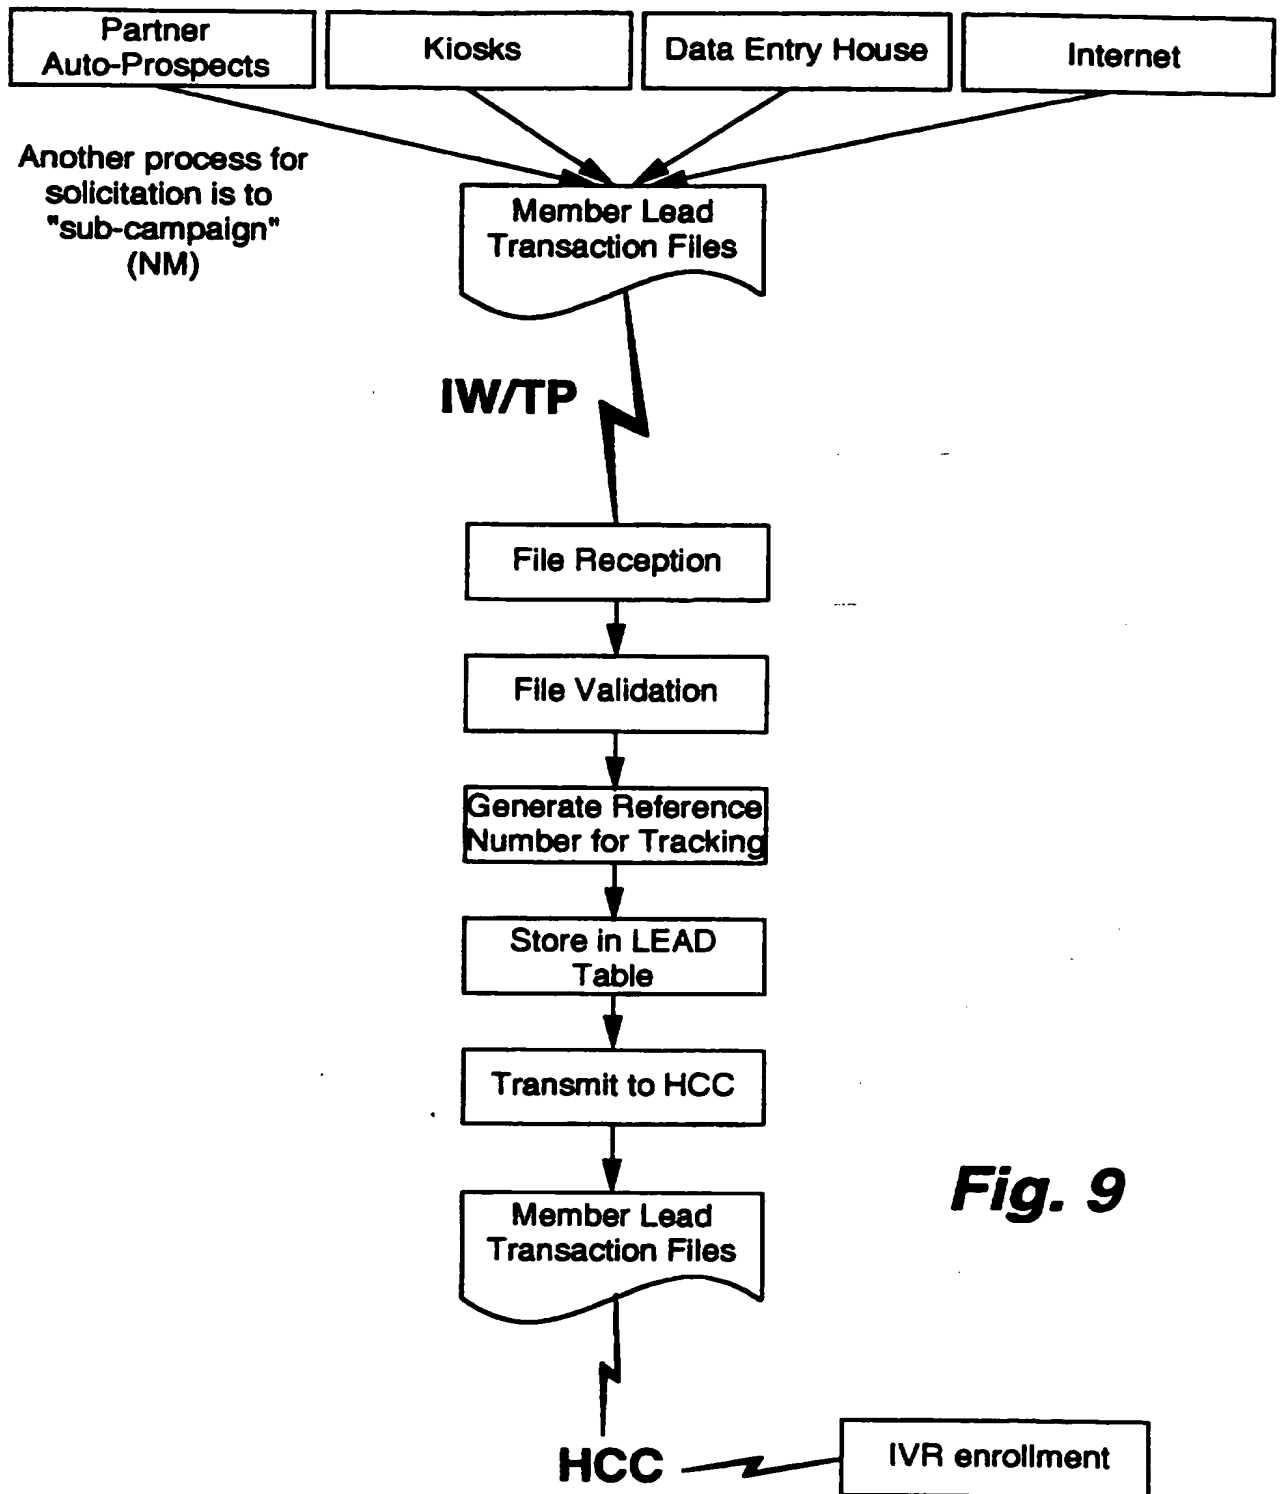 Partner
Auto-Prospects
Kiosks
Data Entry House
Internet
Another process for
solicitation is to
"sub-campaign"
(NM)
Member Lead
Transaction Files
IW/TP
File Reception
File Validation
Generate Reference
Number for Tracking
Store in LEAD
Table
Transmit to HCC
Member Lead
Transaction Files
Fig. 9
HCC
IVR enrollment